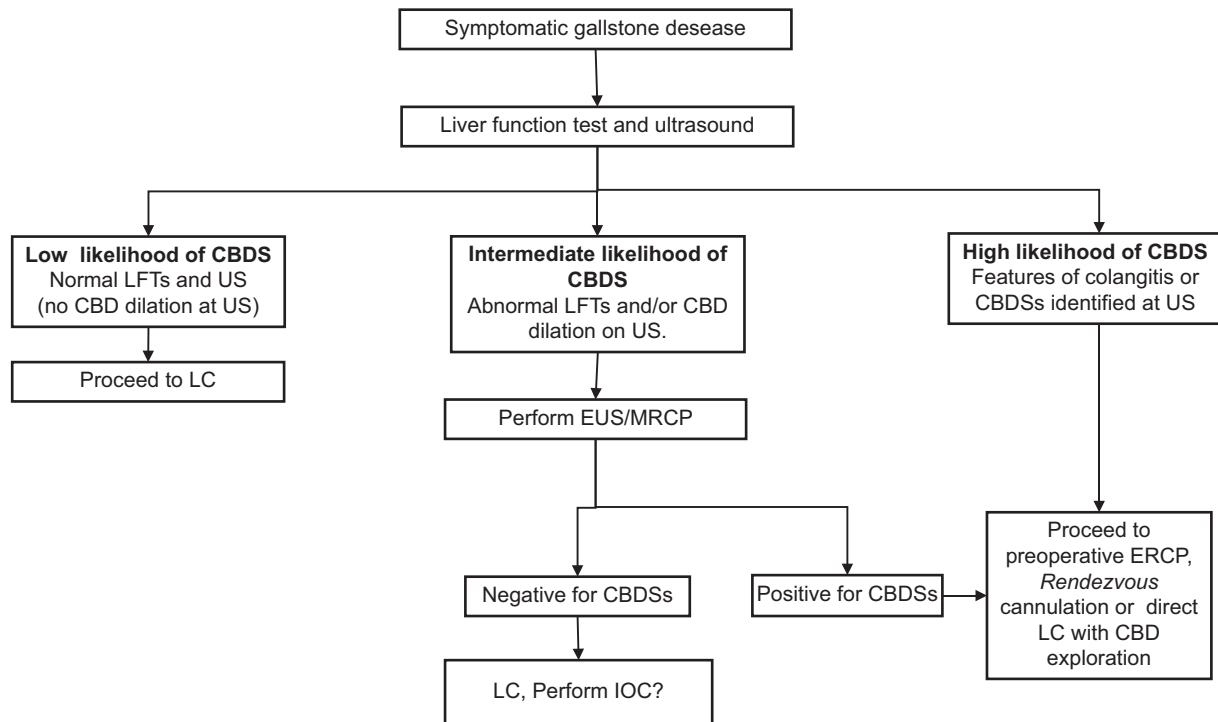 Symptomatic gallstone desease
Liver function test and ultrasound
Low likelihood of CBDS
Normal LFTs and US
(no CBD dilation at US)
Intermediate likelihood of
CBDS
Abnormal LFTs and/or CBD
dilation on US.
High likelihood of CBDS
Features of colangitis or
CBDSs identified at US
Proceed to LC
Perform EUS/MRCP
Negative for CBDSs
Positive for CBDSs
Proceed to
preoperative ERCP,
Rendezvous
cannulation or direct
LC with CBD
exploration
LC, Perform IOC?